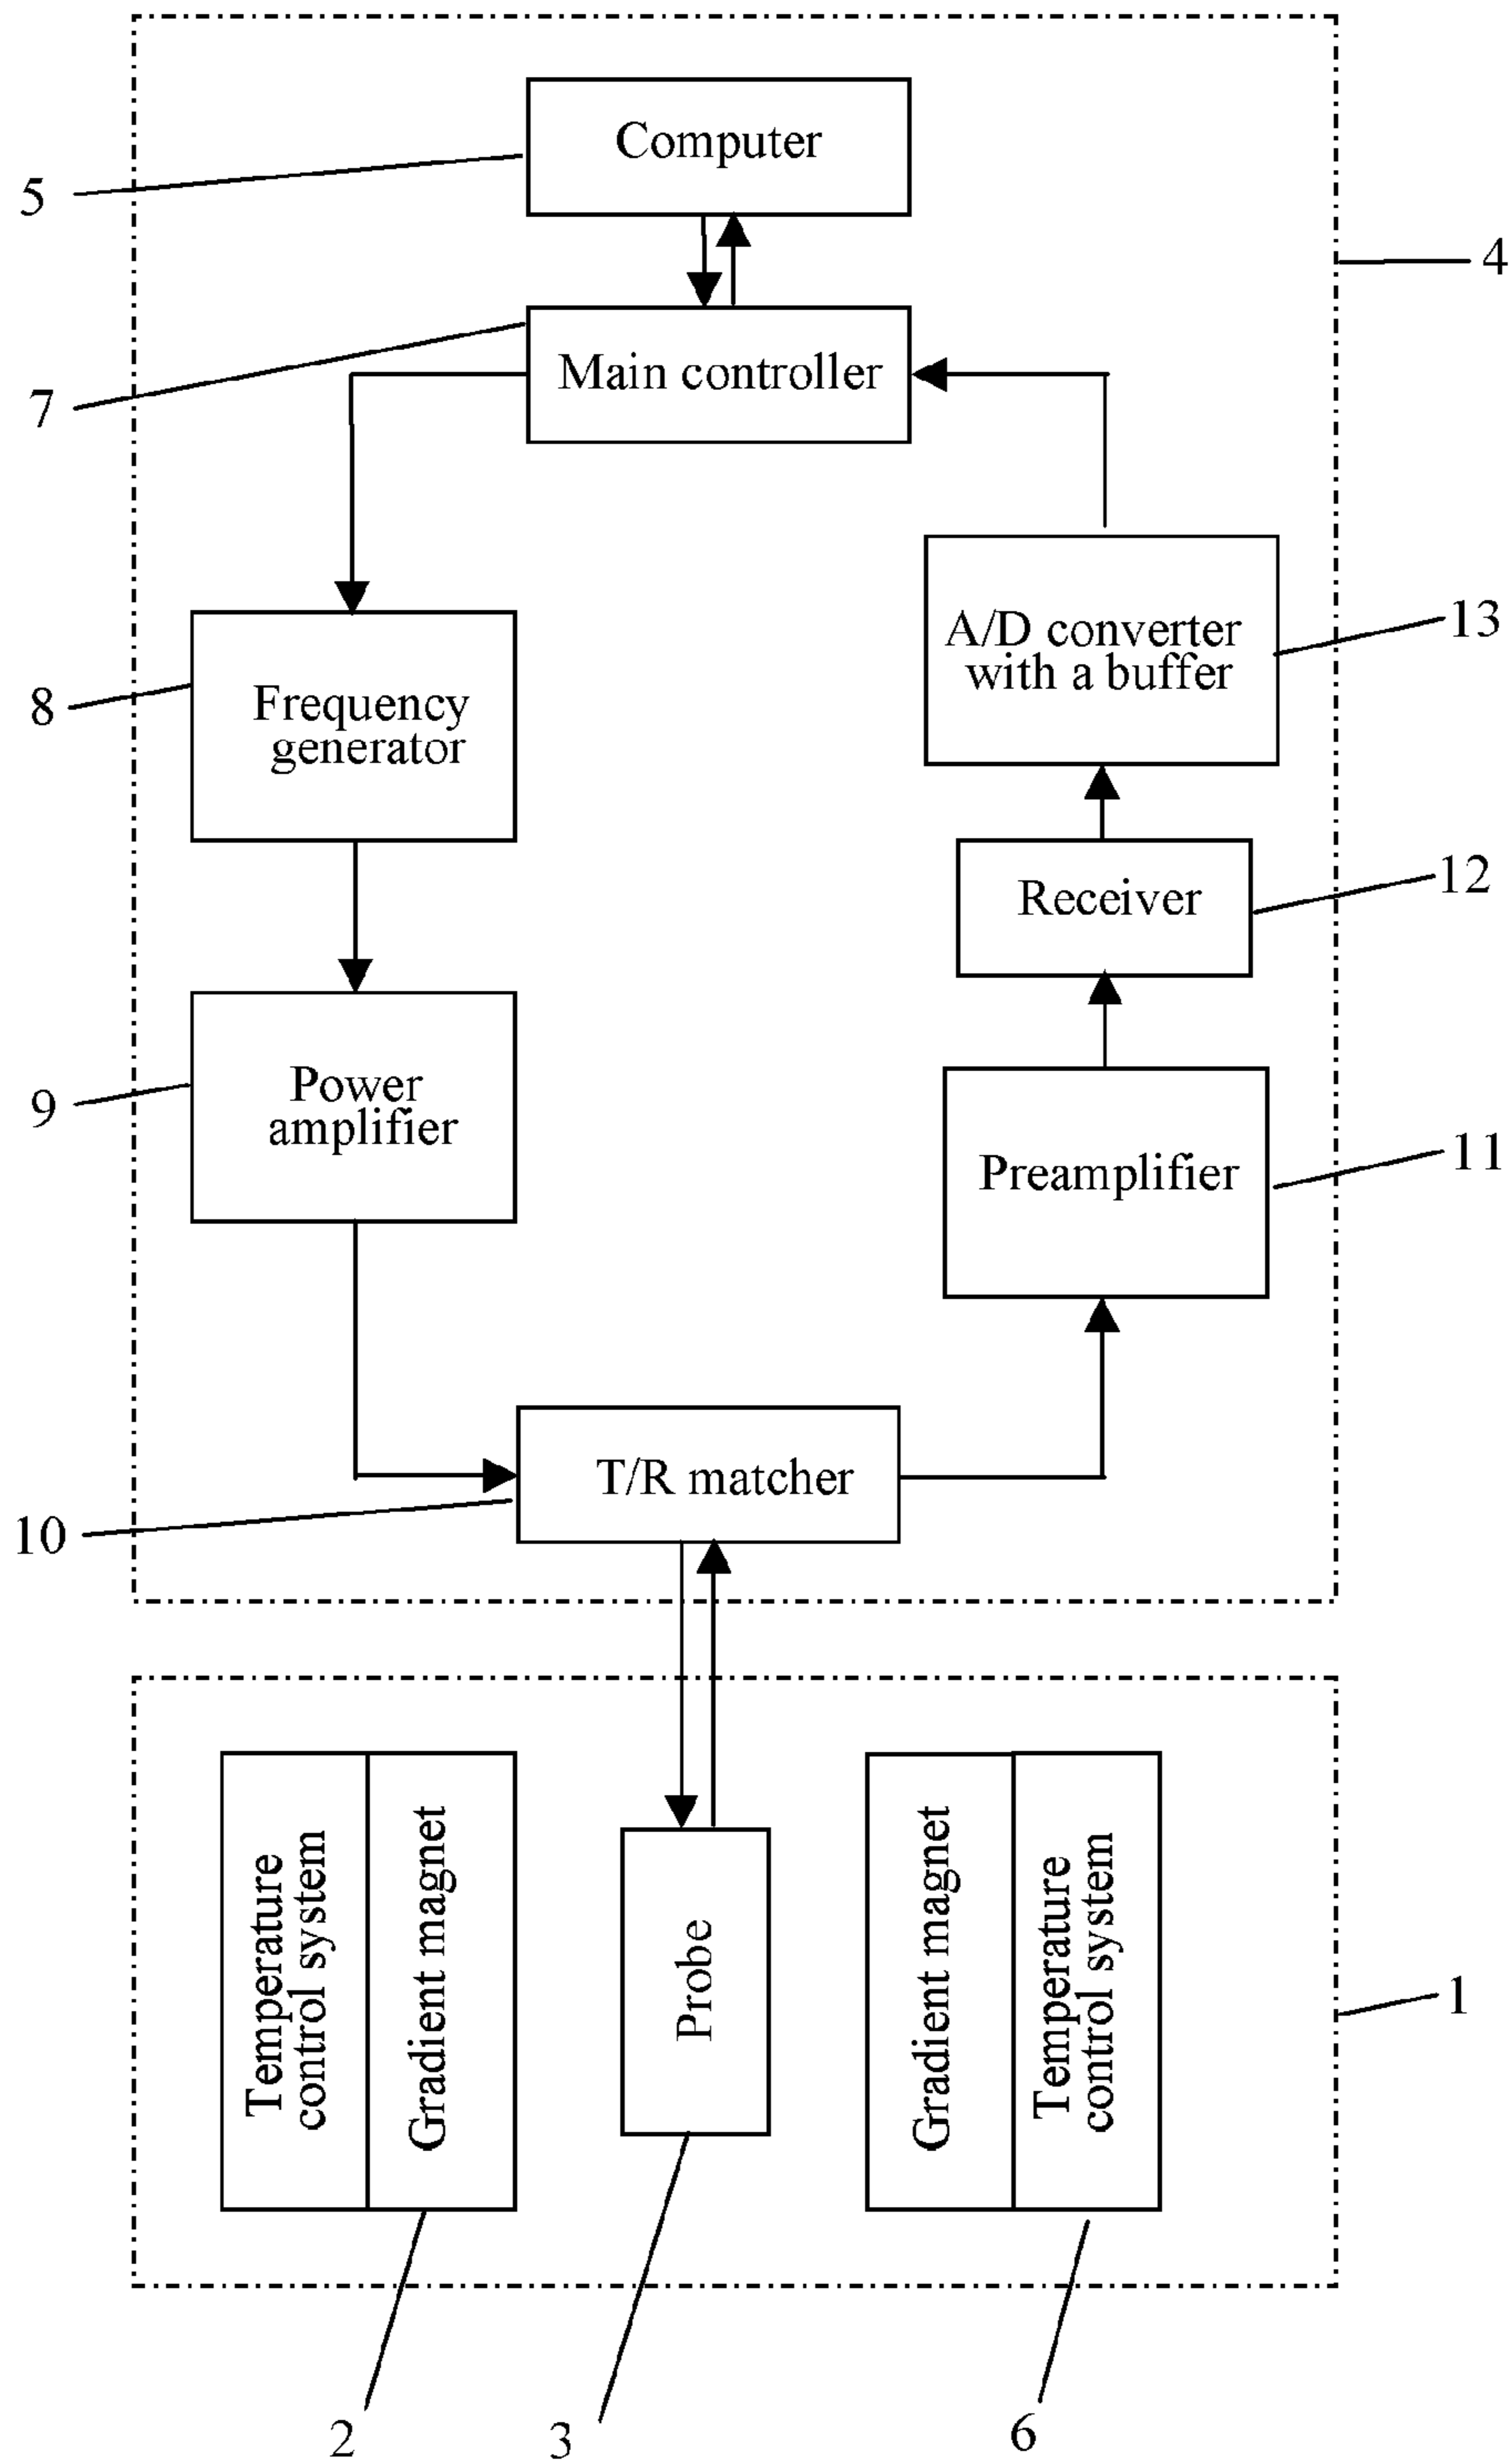 Computer
5
4
Main controller
7
A/D converter
with a buffer
13
Frequency
generator
8
Receiver
12
Power
amplifier
9
Preamplifier
11
T/R matcher
10
Temperature
control system
Gradient magnet
Probe
Gradient magnet
Temperature
control system
1
2
3
6